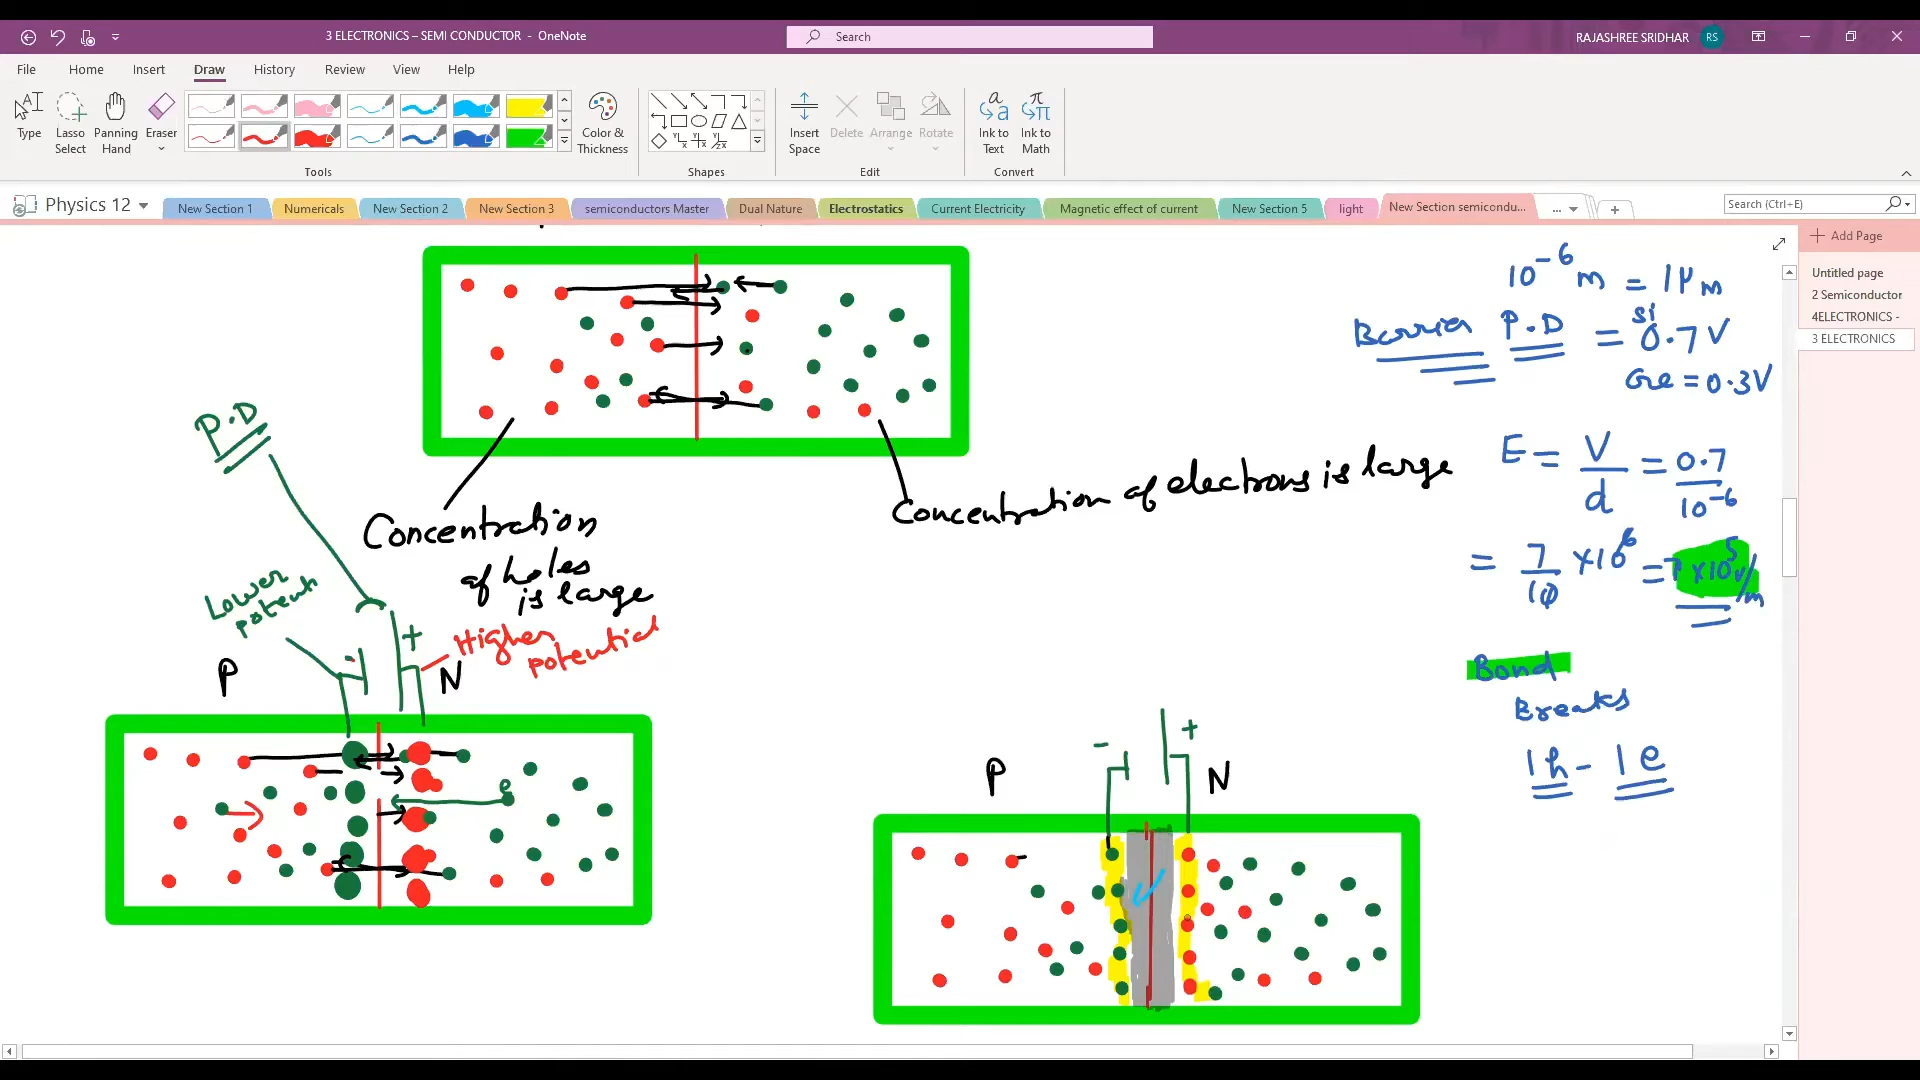 3 ELECTRONICS – SEMI CONDUCTOR - OneNote
Search
RAJASHREE SRIDHAR
RS
File Home Insert Draw History Review View Help
Type
Lasso Select
Panning Hand
Eraser
Color & Thickness
Insert Space
Delete
Arrange
Rotate
Ink to Text
Ink to Math
Tools
Shapes
Edit
Convert
Physics 12
New Section 1
Numericals
New Section 2
New Section 3
semiconductors Master
Dual Nature
Electrostatics
Current Electricity
Magnetic effect of current
New Section 5
light
New Section semicondu...
...
Search (Ctrl+E)
Add Page
Untitled page
2 Semiconductor
4ELECTRONICS -
3 ELECTRONICS
10⁻⁶ m = 1μm
Barrier P.D = Si 0.7V
Ge = 0.3V
E = V/d = 0.7/10⁻⁶
= 7/10 × 10⁶ = 7 × 10⁵ V/m
Bond
Breaks
1h - 1e
P.D
Concentration
of holes
is large
Concentration of electrons is large
Lower
potent
Higher
potential
P
- +
N
e
P
- +
N